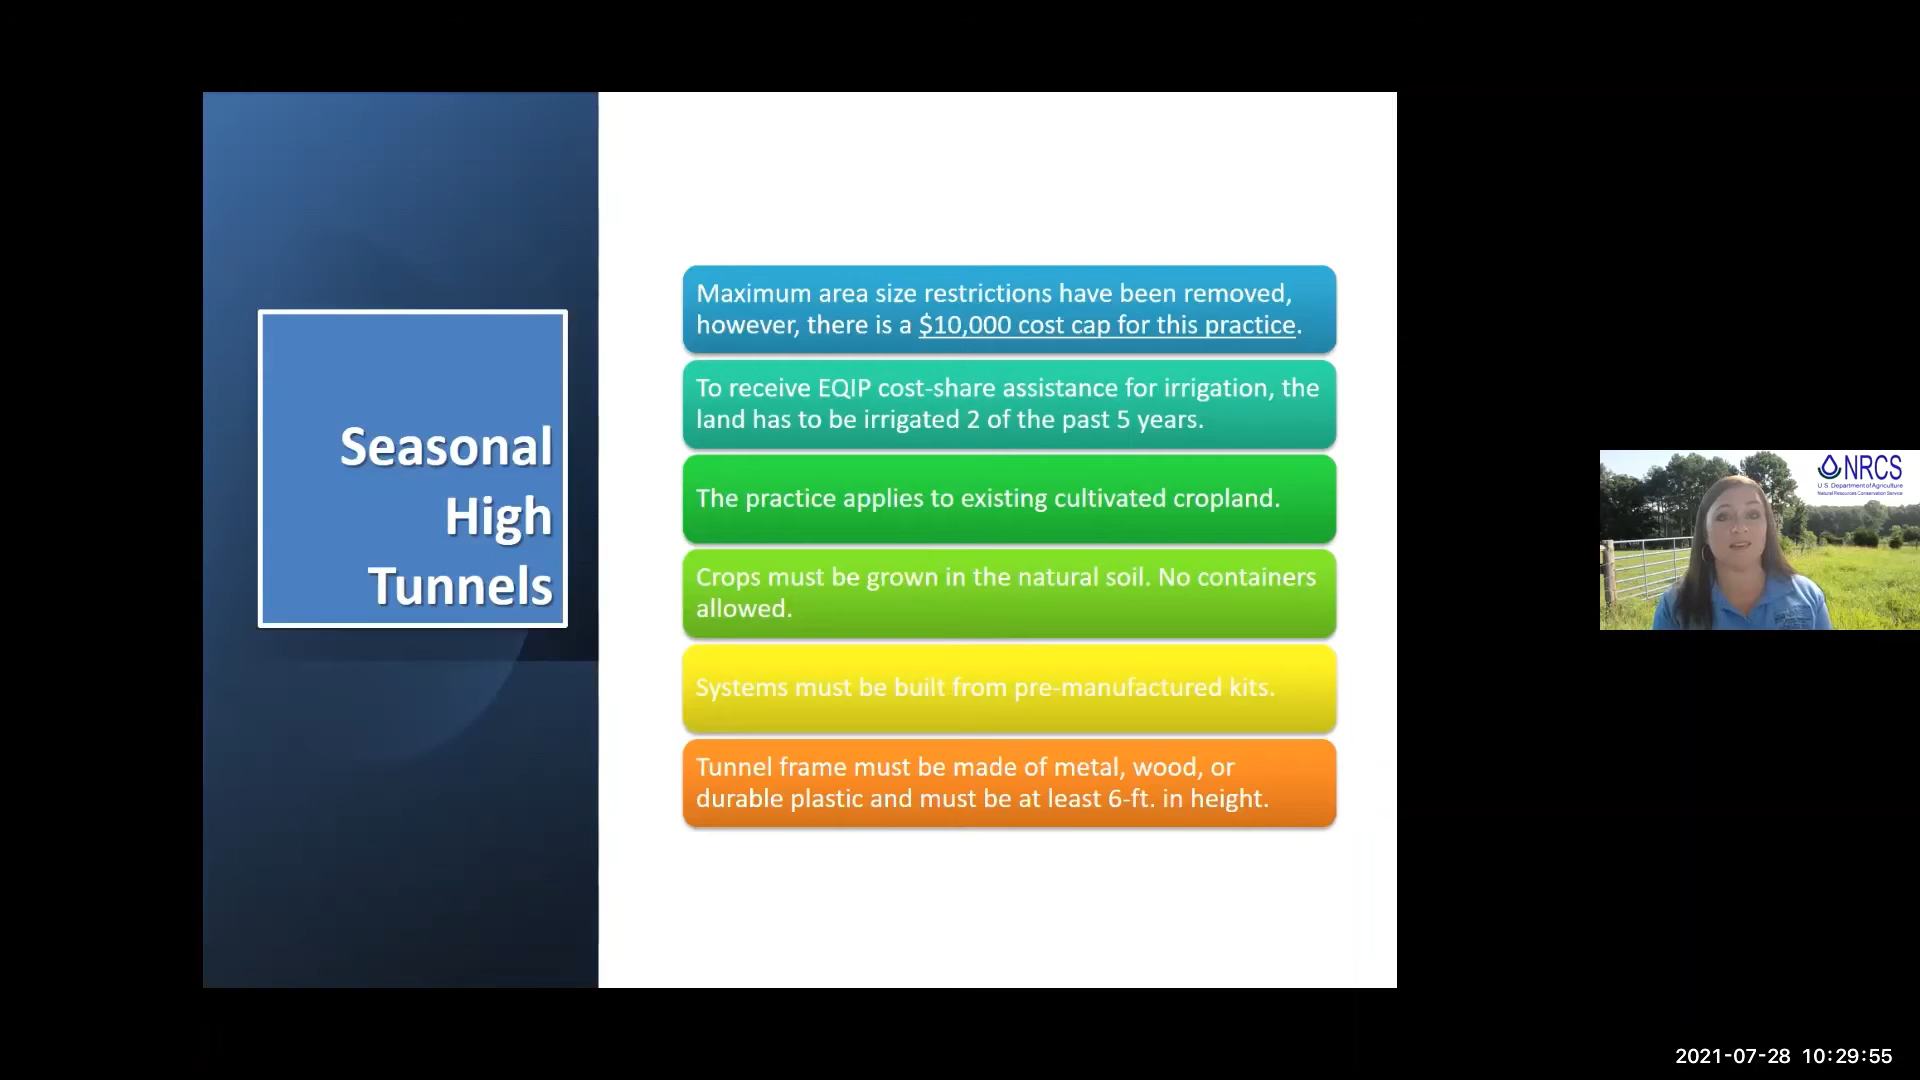 Seasonal
High
Tunnels
Maximum area size restrictions have been removed,
however, there is a $10,000 cost cap for this practice.
To receive EQIP cost-share assistance for irrigation, the
land has to be irrigated 2 of the past 5 years.
The practice applies to existing cultivated cropland.
Crops must be grown in the natural soil. No containers
allowed.
Systems must be built from pre-manufactured kits.
Tunnel frame must be made of metal, wood, or
durable plastic and must be at least 6-ft. in height.
NRCS
U.S. Department of Agriculture
Natural Resources Conservation Service
2021-07-28 10:29:55